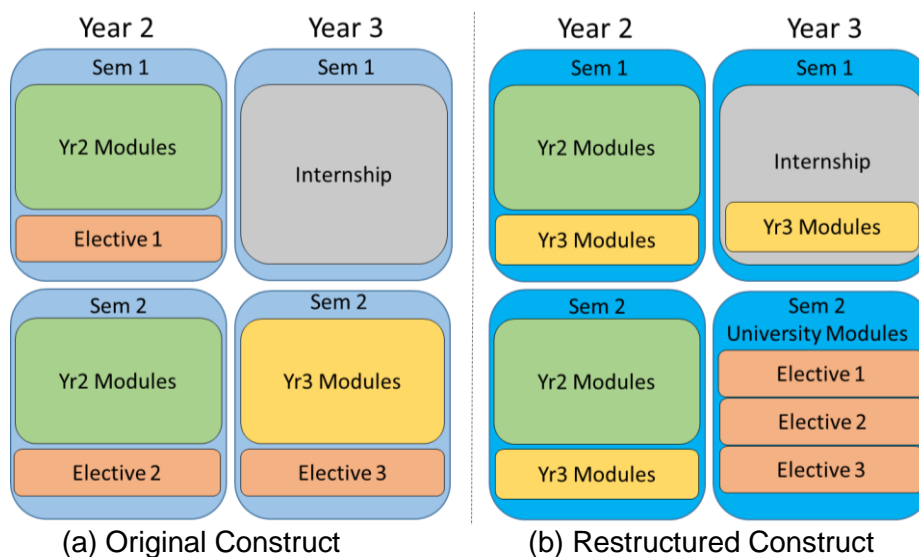 Year 2
Year 3
Sem 1
Yr2 Modules
Elective 1
Sem 1
Internship
Sem 2
Yr2 Modules
Elective 2
Sem 2
Yr3 Modules
Elective 3
(a) Original Construct
Year 2
Year 3
Sem 1
Yr2 Modules
Yr3 Modules
Sem 1
Internship
Yr3 Modules
Sem 2
Yr2 Modules
Yr3 Modules
Sem 2
University Modules
Elective 1
Elective 2
Elective 3
(b) Restructured Construct